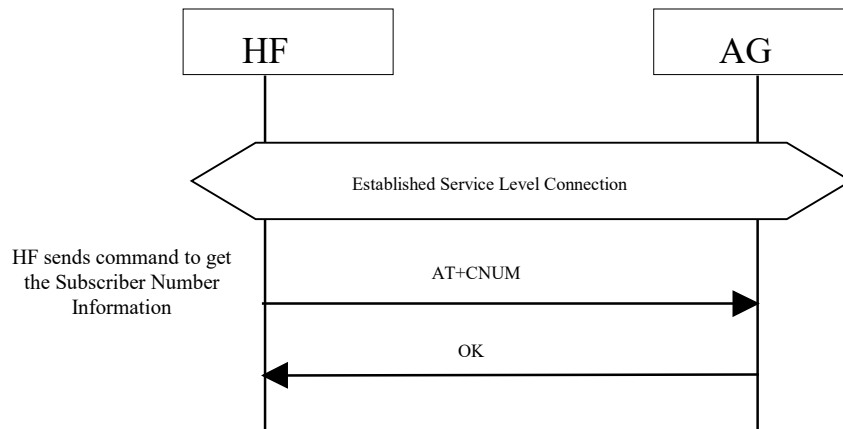 HF
AG
Established Service Level Connection
HF sends command to get
the Subscriber Number
Information
AT+CNUM
OK